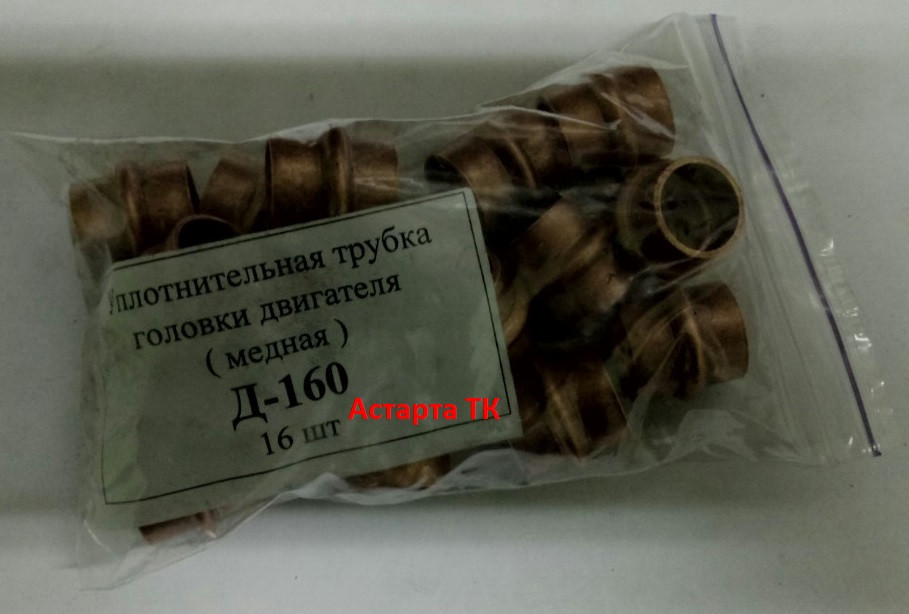 Уплотнительная трубка
головки двигателя
( медная )
Д-160
16 шт
Астарта ТК